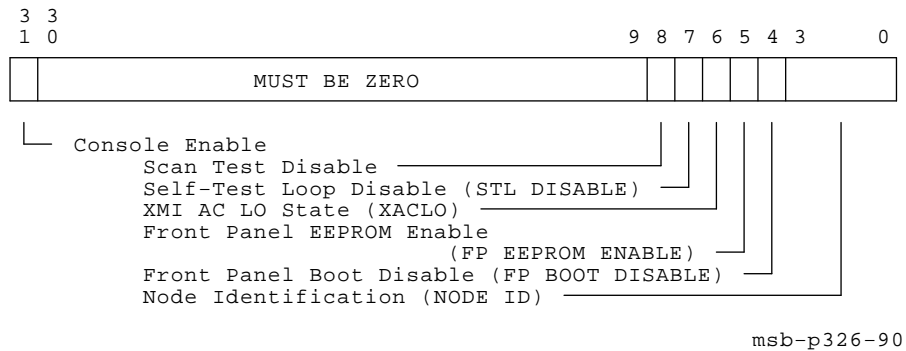 3 3
1 0 9 8 7 6 5 4 3 0
MUST BE ZERO
Console Enable
Scan Test Disable
Self-Test Loop Disable (STL DISABLE)
XMI AC LO State (XACLO)
Front Panel EEPROM Enable
(FP EEPROM ENABLE)
Front Panel Boot Disable (FP BOOT DISABLE)
Node Identification (NODE ID)
msb-p326-90